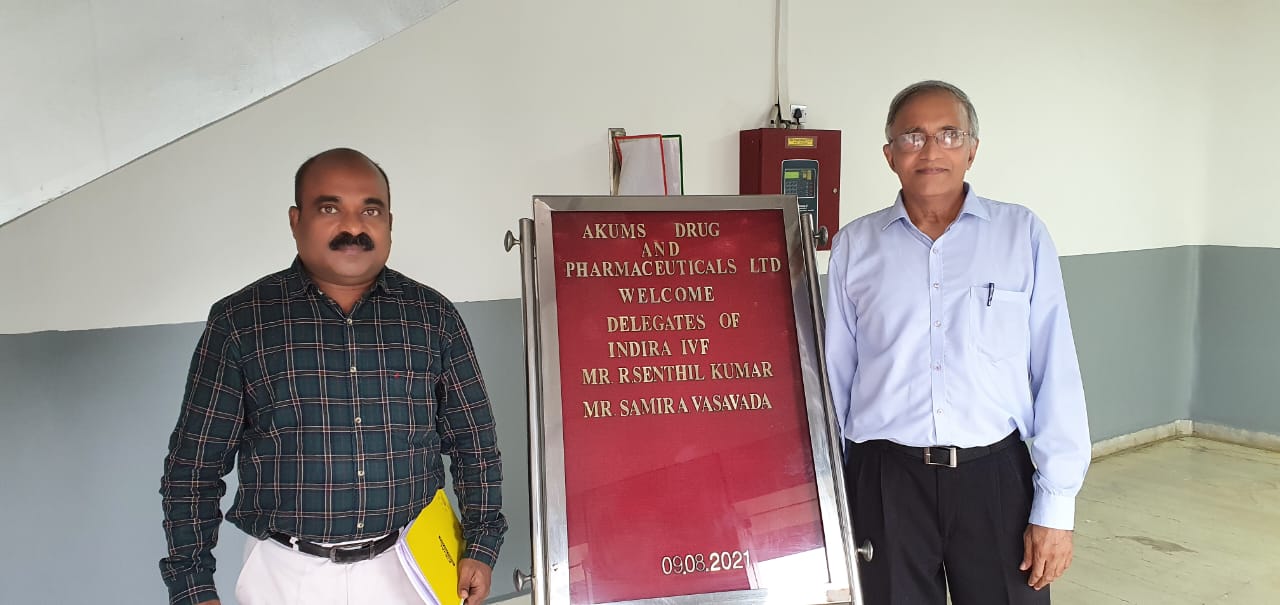 AKUMS DRUG
AND
PHARMACEUTICALS LTD
WELCOME
DELEGATES OF
INDIRA IVF
MR. R.SENTHIL KUMAR
MR. SAMIRA VASAVADA
09.08.2021